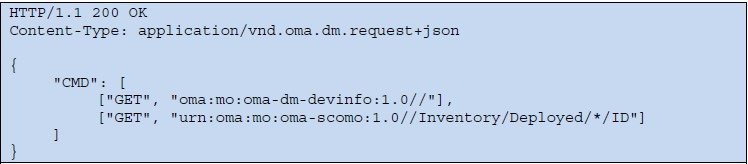 HTTP/1.1 200 OK
Content-Type: application/vnd.oma.dm.request+json
{
"CMD": [
["GET", "oma:mo:oma-dm-devinfo:1.0//"],
["GET", "urn:oma:mo:oma-scomo:1.0//Inventory/Deployed/*/ID"]
]
}